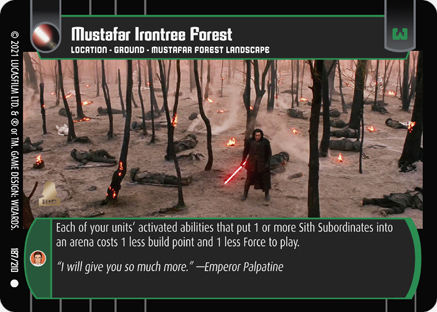 Mustafar Irontree Forest
LOCATION - GROUND - MUSTAFAR FOREST LANDSCAPE
Each of your units' activated abilities that put 1 or more Sith Subordinates into
an arena costs 1 less build point and 1 less Force to play.
"I will give you so much more." —Emperor Palpatine
© 2021 LUCASFILM LTD. & ® or TM. GAME DESIGN: WIZARDS.
187/210